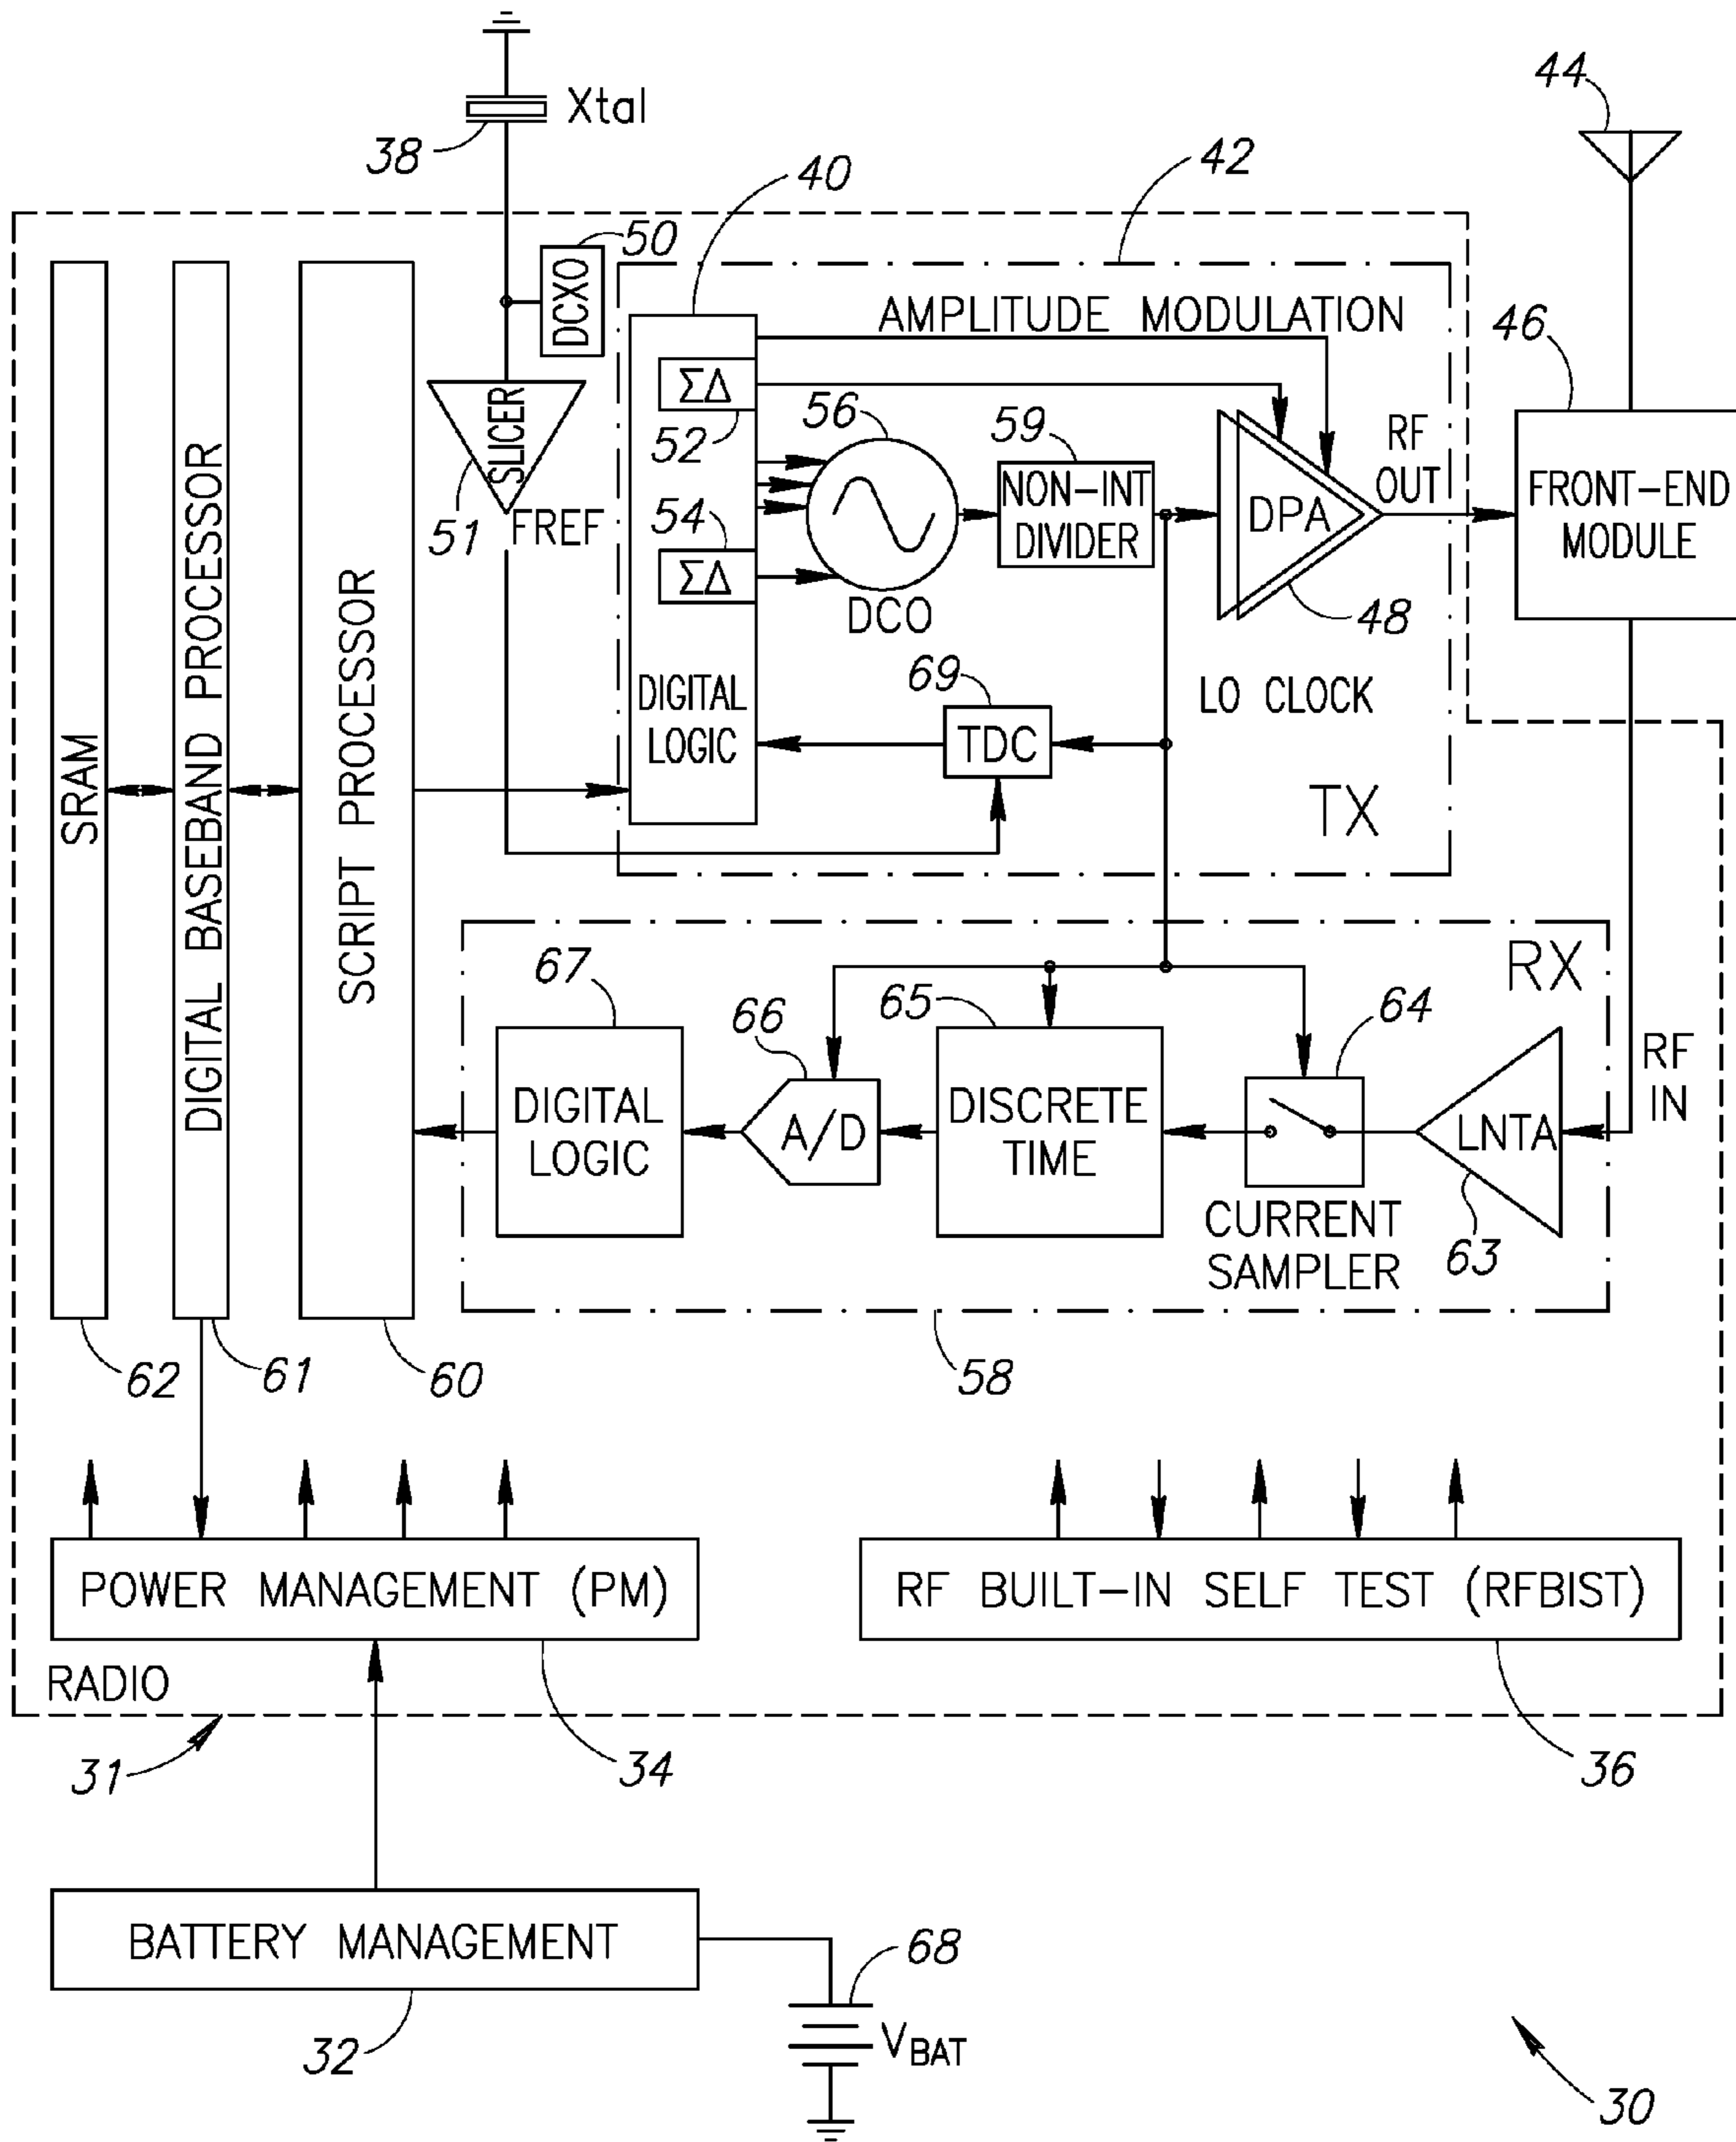 Xtal
38
44
40
42
50
DCXO
AMPLITUDE MODULATION
46
SLICER
51
FREF
ΣΔ
52
56
59
NON-INT
DIVIDER
DPA
48
RF
OUT
FRONT-END
MODULE
54
ΣΔ
DCO
DIGITAL
LOGIC
69
TDC
LO CLOCK
TX
SRAM
DIGITAL BASEBAND PROCESSOR
SCRIPT PROCESSOR
RX
67
66
65
64
RF
IN
DIGITAL
LOGIC
A/D
DISCRETE
TIME
LNTA
CURRENT
SAMPLER
63
62
61
60
58
POWER MANAGEMENT (PM)
RF BUILT-IN SELF TEST (RFBIST)
RADIO
31
34
36
BATTERY MANAGEMENT
32
68
VBAT
30